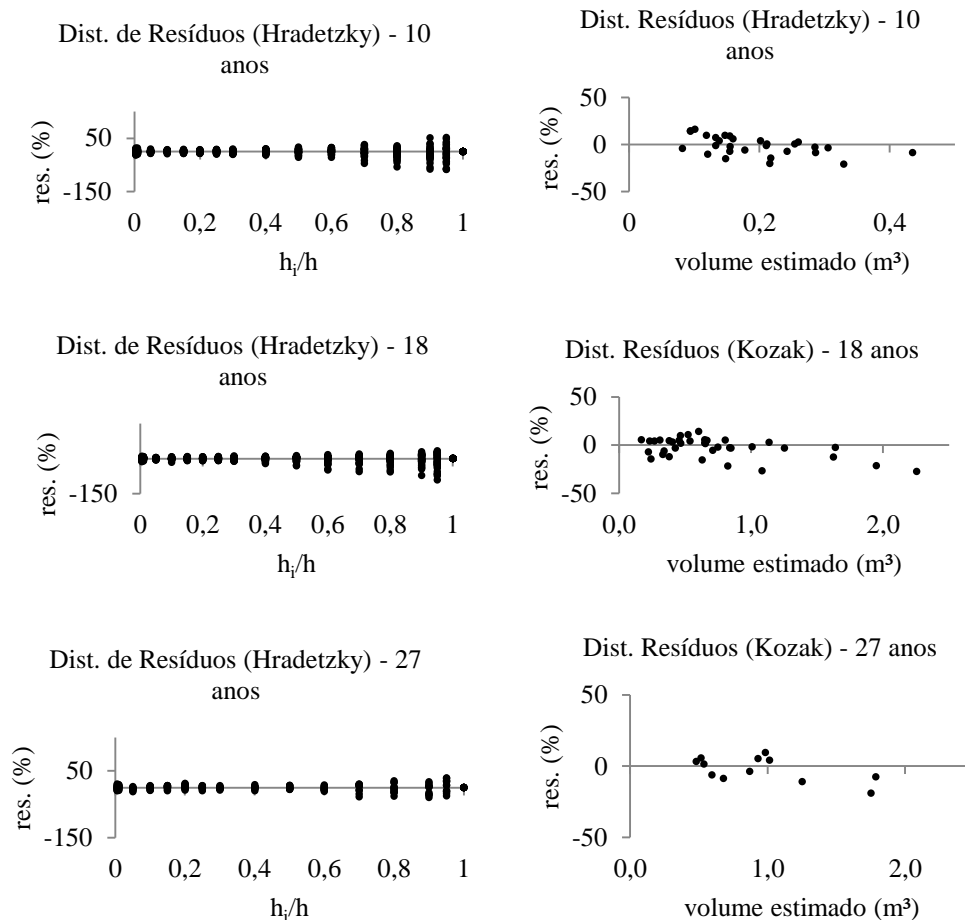 Dist. de Resíduos (Hradetzky) - 10
anos
50
-150
res. (%)
0 0,2 0,4 0,6 0,8 1
hᵢ/h
Dist. de Resíduos (Hradetzky) - 10
anos
50
0
-50
res. (%)
0 0,2 0,4
volume estimado (m³)
Dist. de Resíduos (Hradetzky) - 18
anos
-150
res. (%)
0 0,2 0,4 0,6 0,8 1
hᵢ/h
Dist. Resíduos (Kozak) - 18 anos
50
0
-50
res. (%)
0,0 1,0 2,0
volume estimado (m³)
Dist. de Resíduos (Hradetzky) - 27
anos
50
-150
res. (%)
0 0,2 0,4 0,6 0,8 1
hᵢ/h
Dist. Resíduos (Kozak) - 27 anos
50
0
-50
res. (%)
0,0 1,0 2,0
volume estimado (m³)